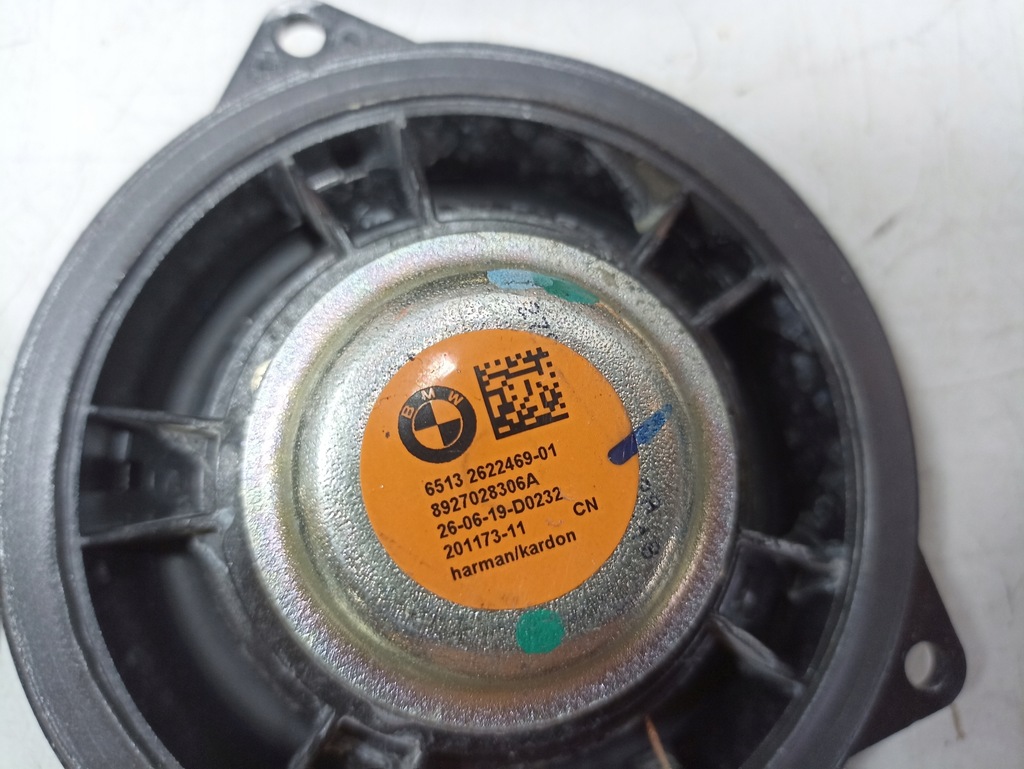 BMW
6513 2622469-01
8927028306A
26-06-19-D0232
201173-11 CN
harman/kardon